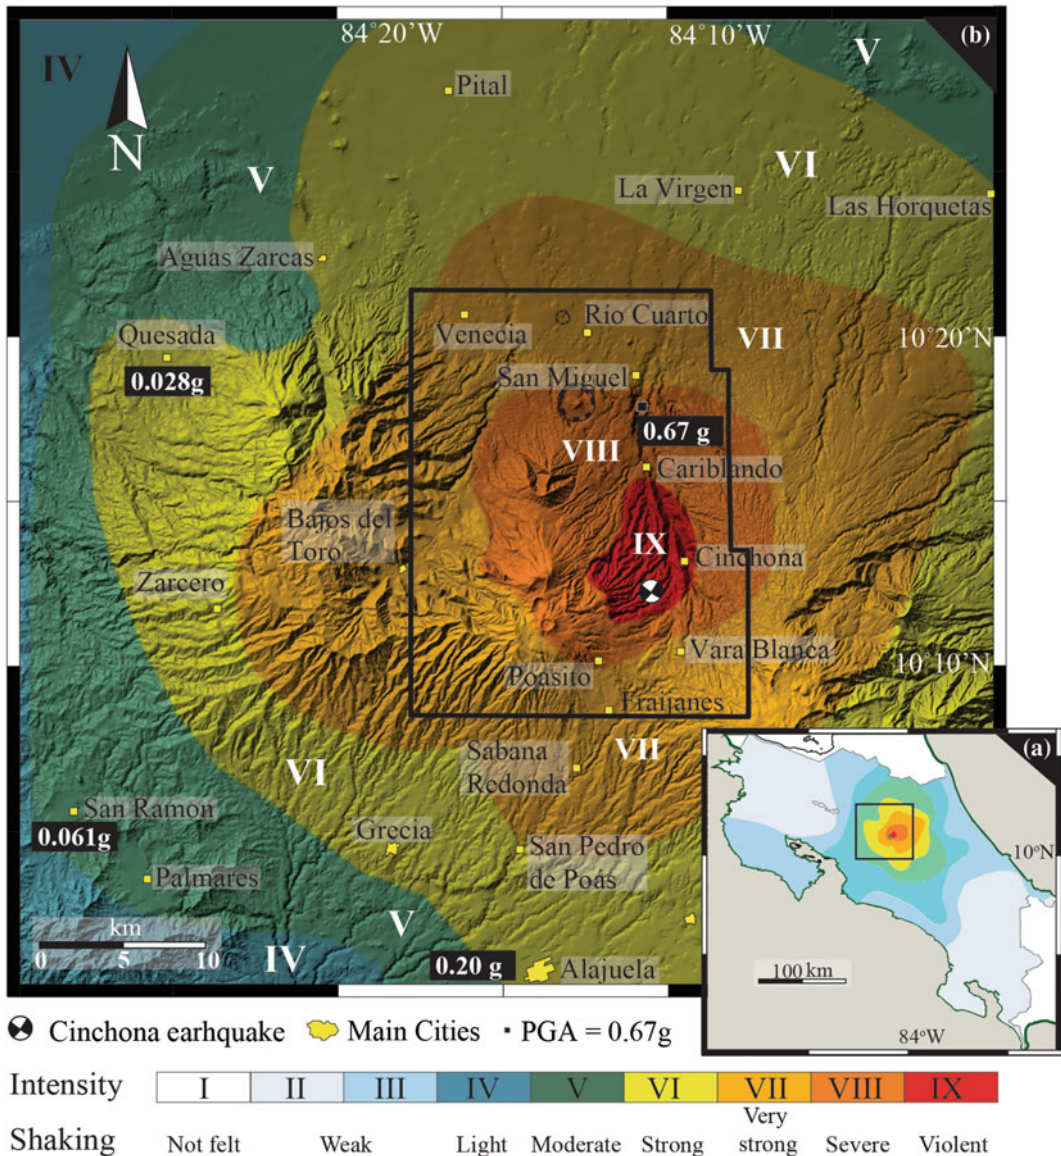 84˚20'W
84˚10'W
(b)
IV
V
Pital
N
V
VI
La Virgen
Las Horquetas
Aguas Zarcas
Quesada
0.028g
Venecia
Río Cuarto
VII
10˚20'N
San Miguel
0.67 g
VIII
Cariblando
Bajos del
Toro
IX
Cinchona
Zarcero
Vara Blanca
10˚10'N
Poasito
Fraijanes
VI
Sabana
Redonda
VII
San Ramon
0.061g
Grecia
San Pedro
de Poás
Palmares
V
km
0 5 10
IV
0.20 g
Alajuela
(a)
10ºN
100 km
84ºW
Cinchona earhquake
Main Cities
PGA = 0.67g
Intensity I II III IV V VI VII VIII IX
Shaking Not felt Weak Light Moderate Strong Very strong Severe Violent